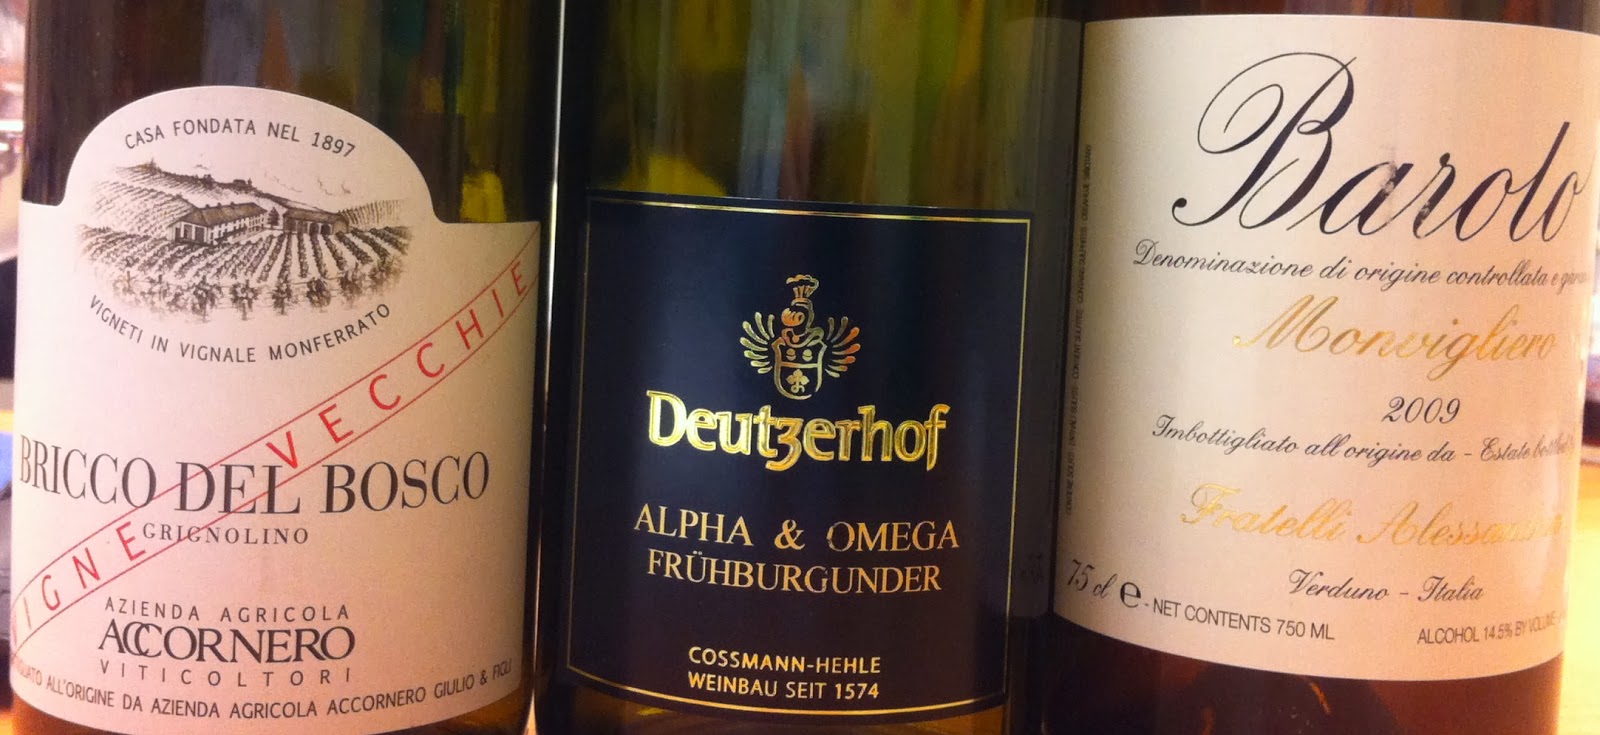 CASA FONDATA NEL 1897
VIGNETI IN VIGNALE MONFERRATO
VIGNE VECCHIE
BRICCO DEL BOSCO
GRIGNOLINO
AZIENDA AGRICOLA
ACCORNERO
VITICOLTORI
ALL'ORIGINE DA AZIENDA AGRICOLA ACCORNERO GIULIO & FIGLI
Deutzerhof
ALPHA & OMEGA
FRÜHBURGUNDER
COSSMANN-HEHLE
WEINBAU SEIT 1574
Barolo
Denominazione di origine controllata e
Monvigliero
2009
Imbottigliato all'origine da - Estate bottled
Fratelli
Verduno - Italia
75 cl e - NET CONTENTS 750 ML
ALCOHOL 14.5% BY VOLUME